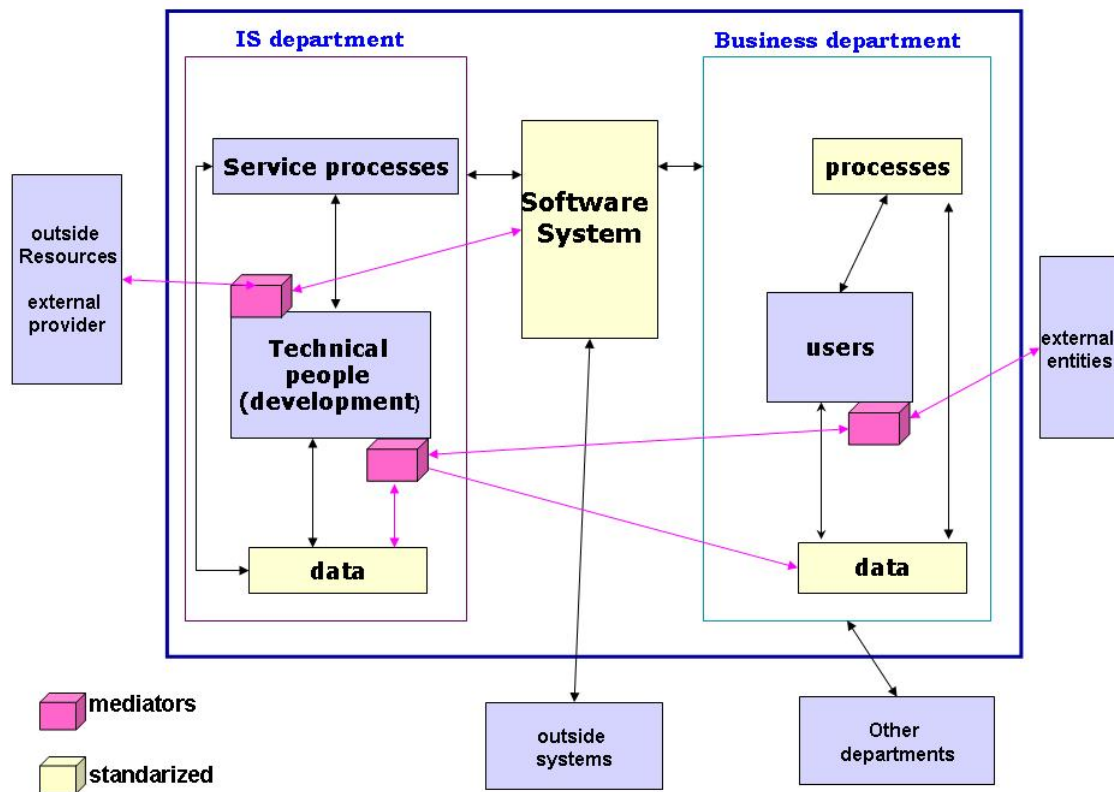 IS department
Business department
Service processes
processes
Software
System
outside
Resources
external
provider
Technical
people
(development)
users
external
entities
data
data
mediators
standarized
outside
systems
Other
departments